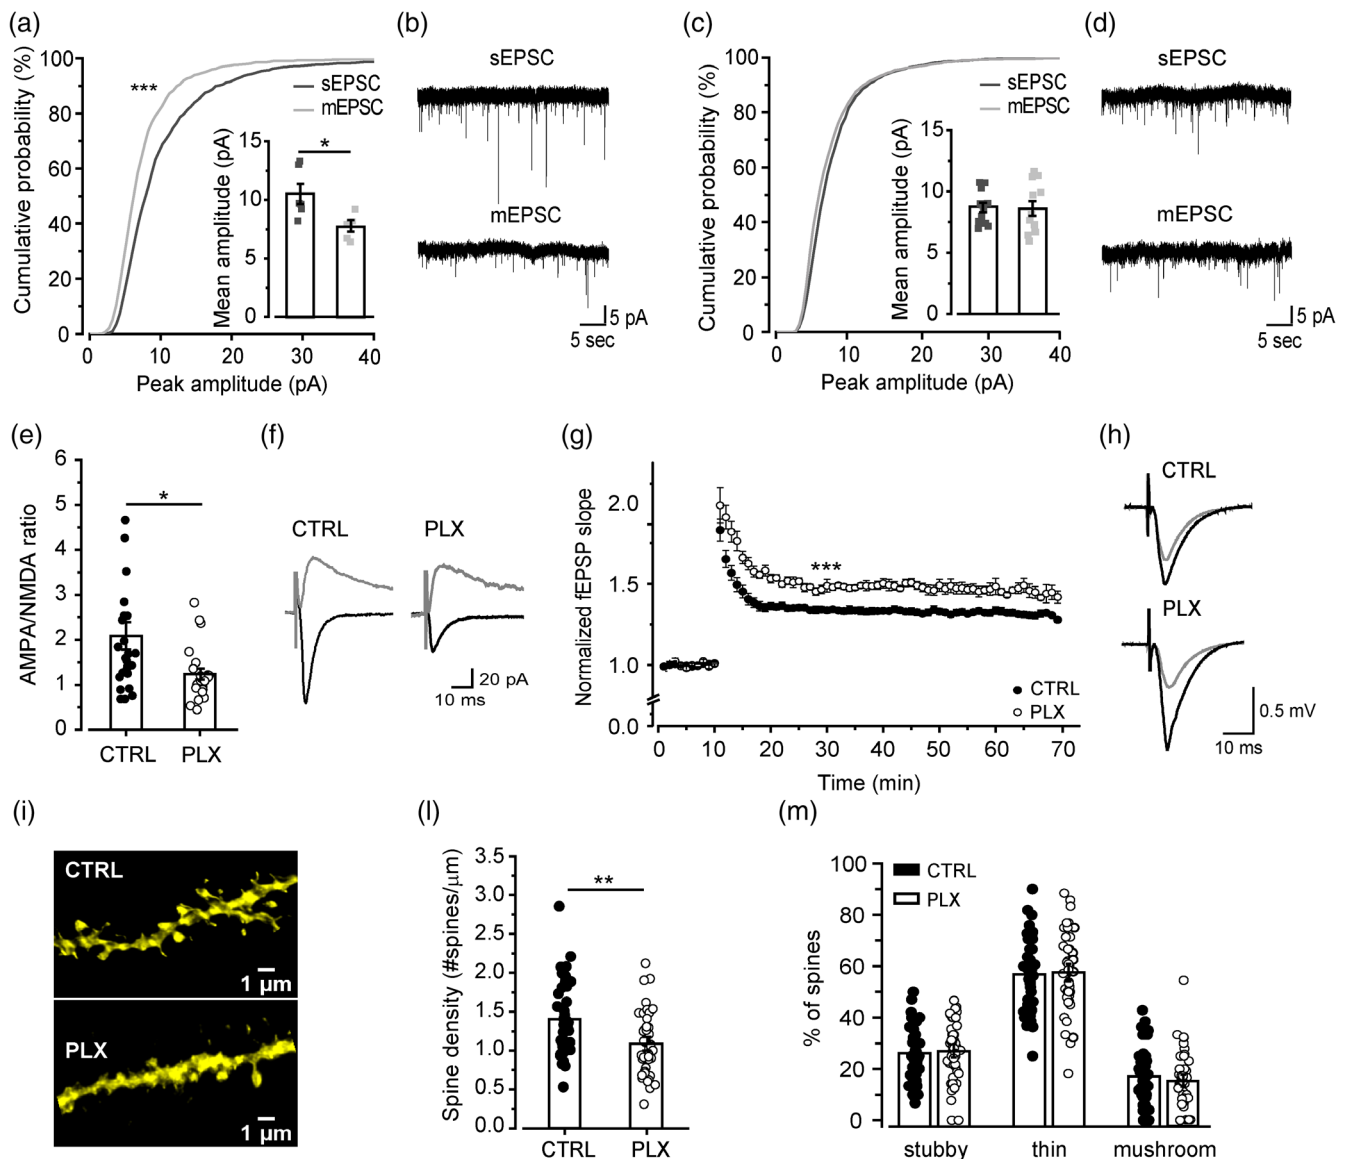 (a)
Cumulative probability (%)
100
80
60
40
20
0
0 10 20 30 40
Peak amplitude (pA)
***
sEPSC
mEPSC
Mean amplitude (pA)
15
10
5
0
*
(b)
sEPSC
mEPSC
5 pA
5 sec
(c)
Cumulative probability (%)
100
80
60
40
20
0
0 10 20 30 40
Peak amplitude (pA)
sEPSC
mEPSC
Mean amplitude (pA)
15
10
5
0
(d)
sEPSC
mEPSC
5 pA
5 sec
(e)
AMPA/NMDA ratio
6
5
4
3
2
1
0
*
CTRL PLX
(f)
CTRL PLX
20 pA
10 ms
(g)
Normalized fEPSP slope
2.0
1.5
1.0
0.0
***
CTRL
PLX
0 10 20 30 40 50 60 70
Time (min)
(h)
CTRL
PLX
0.5 mV
10 ms
(i)
CTRL
1 µm
PLX
1 µm
(l)
Spine density (#spines/µm)
3.5
3.0
2.5
2.0
1.5
1.0
0.5
0.0
**
CTRL PLX
(m)
% of spines
100
80
60
40
20
0
CTRL
PLX
stubby thin mushroom